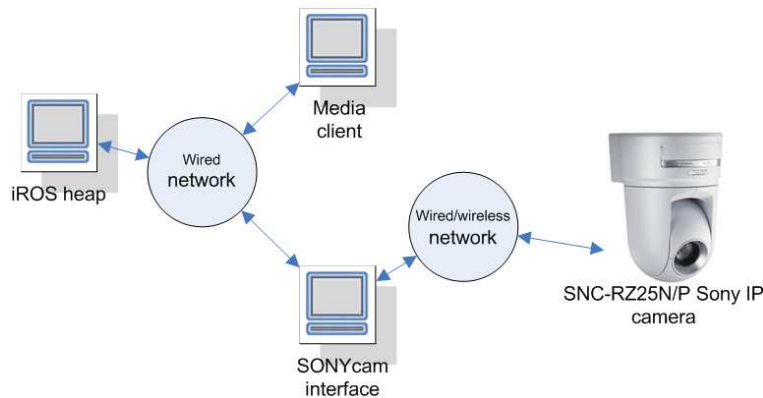 Media
client
Wired
network
iROS heap
Wired/wireless
network
SNC-RZ25N/P Sony IP
camera
SONYcam
interface